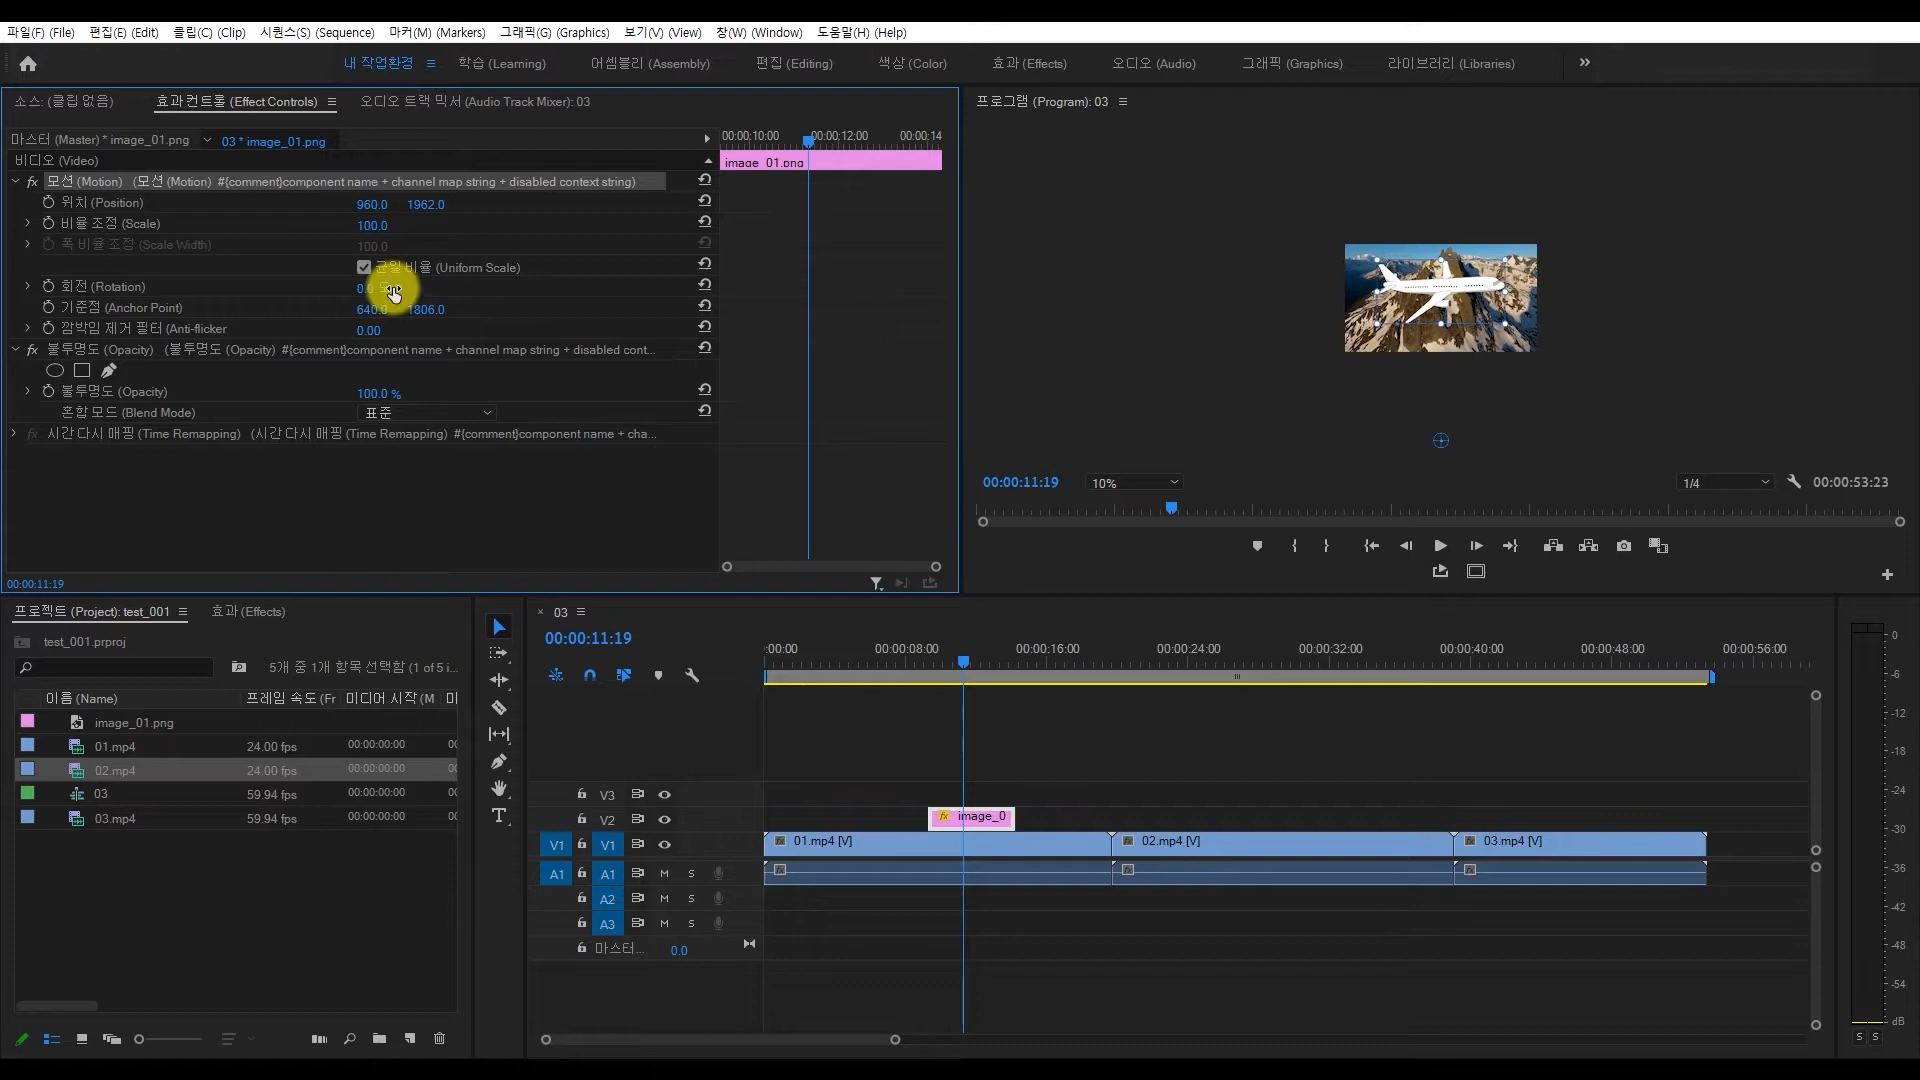 파일(F) (File) 편집(E) (Edit) 클립(C) (Clip) 시퀀스(S) (Sequence) 마커(M) (Markers) 그래픽(G) (Graphics) 보기(V) (View) 창(W) (Window) 도움말(H) (Help)
내 작업환경 학습 (Learning) 어셈블리 (Assembly) 편집 (Editing) 색상 (Color) 효과 (Effects) 오디오 (Audio) 그래픽 (Graphics) 라이브러리 (Libraries)
소스: (클립 없음) 효과 컨트롤 (Effect Controls) 오디오 트랙 믹서 (Audio Track Mixer): 03
프로그램 (Program): 03
마스터 (Master) * image_01.png 03 * image_01.png
00:00:10:00 00:00:12:00 00:00:14
비디오 (Video)
image_01.png
fx 모션 (Motion) (모션 (Motion) #{comment}component name + channel map string + disabled context string)
위치 (Position) 960.0 1962.0
비율 조정 (Scale) 100.0
폭 비율 조정 (Scale Width) 100.0
균일 비율 (Uniform Scale)
회전 (Rotation) 0.0
기준점 (Anchor Point) 640.0 1806.0
깜박임 제거 필터 (Anti-flicker 0.00
fx 불투명도 (Opacity) (불투명도 (Opacity) #{comment}component name + channel map string + disabled cont...
불투명도 (Opacity) 100.0 %
혼합 모드 (Blend Mode) 표준
fx 시간 다시 매핑 (Time Remapping) (시간 다시 매핑 (Time Remapping) #{comment}component name + cha...
00:00:11:19
00:00:11:19 10% 1/4 00:00:53:23
프로젝트 (Project): test_001 효과 (Effects)
test_001.prproj
5개 중 1개 항목 선택함 (1 of 5 i...
이름 (Name) 프레임 속도 (Fr 미디어 시작 (M 미
image_01.png
01.mp4 24.00 fps 00:00:00:00 00
02.mp4 24.00 fps 00:00:00:00 00
03 59.94 fps
03.mp4 59.94 fps 00:00:00:00 00
03
00:00:11:19
:00:00 00:00:08:00 00:00:16:00 00:00:24:00 00:00:32:00 00:00:40:00 00:00:48:00 00:00:56:00
V3
V2 fx image_0
V1 V1 01.mp4 [V] 02.mp4 [V] 03.mp4 [V]
A1 A1 M S
A2 M S
A3 M S
마스터... 0.0
0
-6
-12
-18
-24
-30
-36
-42
-48
-54
dB
S S